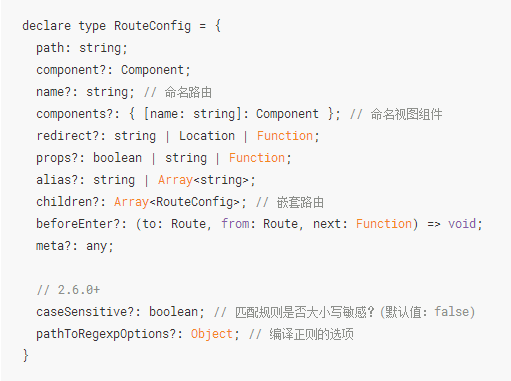 declare type RouteConfig = {
path: string;
component?: Component;
name?: string; // 命名路由
components?: { [name: string]: Component }; // 命名视图组件
redirect?: string | Location | Function;
props?: boolean | string | Function;
alias?: string | Array<string>;
children?: Array<RouteConfig>; // 嵌套路由
beforeEnter?: (to: Route, from: Route, next: Function) => void;
meta?: any;
// 2.6.0+
caseSensitive?: boolean; // 匹配规则是否大小写敏感？(默认值：false)
pathToRegexpOptions?: Object; // 编译正则的选项
}